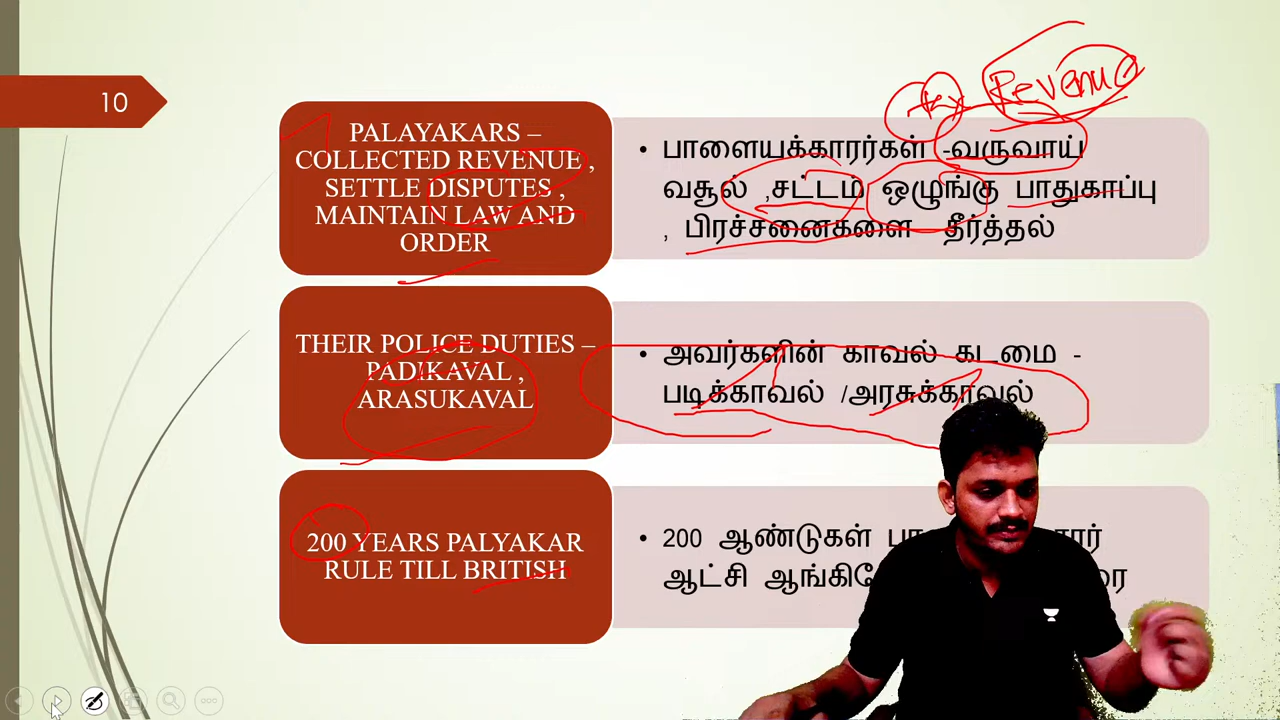 10
tax Revenue
PALAYAKARS –
COLLECTED REVENUE ,
SETTLE DISPUTES ,
MAINTAIN LAW AND
ORDER
• பாளையக்காரர்கள் -வருவாய்
வசூல் ,சட்டம் ஒழுங்கு பாதுகாப்பு
, பிரச்சனைகளை தீர்த்தல்
THEIR POLICE DUTIES –
PADIKAVAL ,
ARASUKAVAL
• அவர்களின் காவல் கடமை -
படிக்காவல் /அரசுக்காவல்
200 YEARS PALYAKAR
RULE TILL BRITISH
• 200 ஆண்டுகள்
ஆட்சி